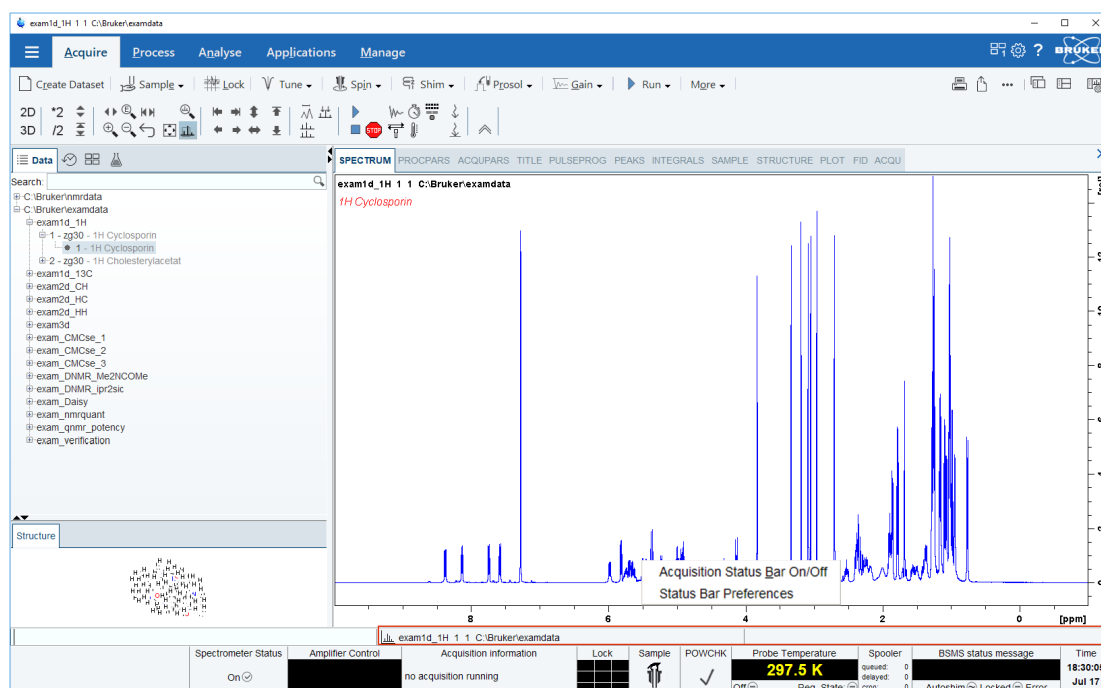 exam1d_1H 1 1 C:\Bruker\examdata
Acquire Process Analyse Applications Manage
BRUKER
Create Dataset Sample Lock Tune Spin Shim Prosol Gain Run More
2D *2
3D /2
STOP
Data
SPECTRUM PROCPARS ACQUPARS TITLE PULSEPROG PEAKS INTEGRALS SAMPLE STRUCTURE PLOT FID ACQU
Search:
C:\Bruker\nmrdata
C:\Bruker\examdata
exam1d_1H
1 - zg30 - 1H Cyclosporin
1 - 1H Cyclosporin
2 - zg30 - 1H Cholesterylacetat
exam1d_13C
exam2d_CH
exam2d_HC
exam2d_HH
exam3d
exam_CMCse_1
exam_CMCse_2
exam_CMCse_3
exam_DNMR_Me2NCOMe
exam_DNMR_ipr2sic
exam_Daisy
exam_nmrquant
exam_qnmr_potency
exam_verification
Structure
exam1d_1H 1 1 C:\Bruker\examdata
1H Cyclosporin
Acquisition Status Bar On/Off
Status Bar Preferences
8 6 4 2 0 [ppm]
exam1d_1H 1 1 C:\Bruker\examdata
Spectrometer Status Amplifier Control Acquisition information Lock Sample POWCHK Probe Temperature Spooler BSMS status message Time
On no acquisition running 297.5 K queued: 0 delayed: 0 18:30:05
Off Reg. State: cron: 0 Autoshim Locked Error Jul 17